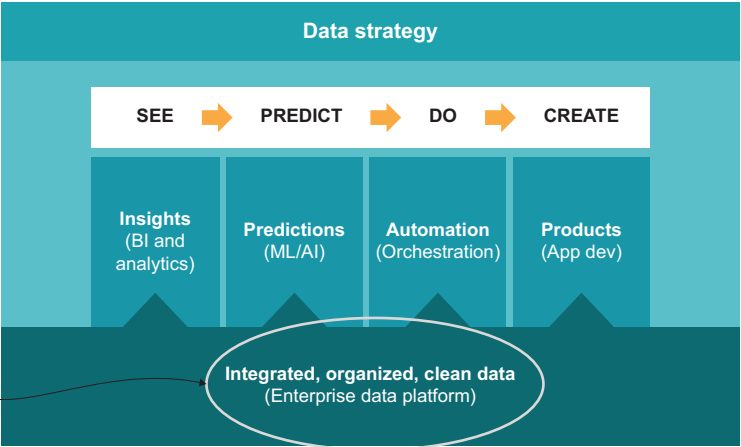 Data strategy
SEE PREDICT DO CREATE
Insights
(BI and
analytics)
Predictions
(ML/AI)
Automation
(Orchestration)
Products
(App dev)
Integrated, organized, clean data
(Enterprise data platform)